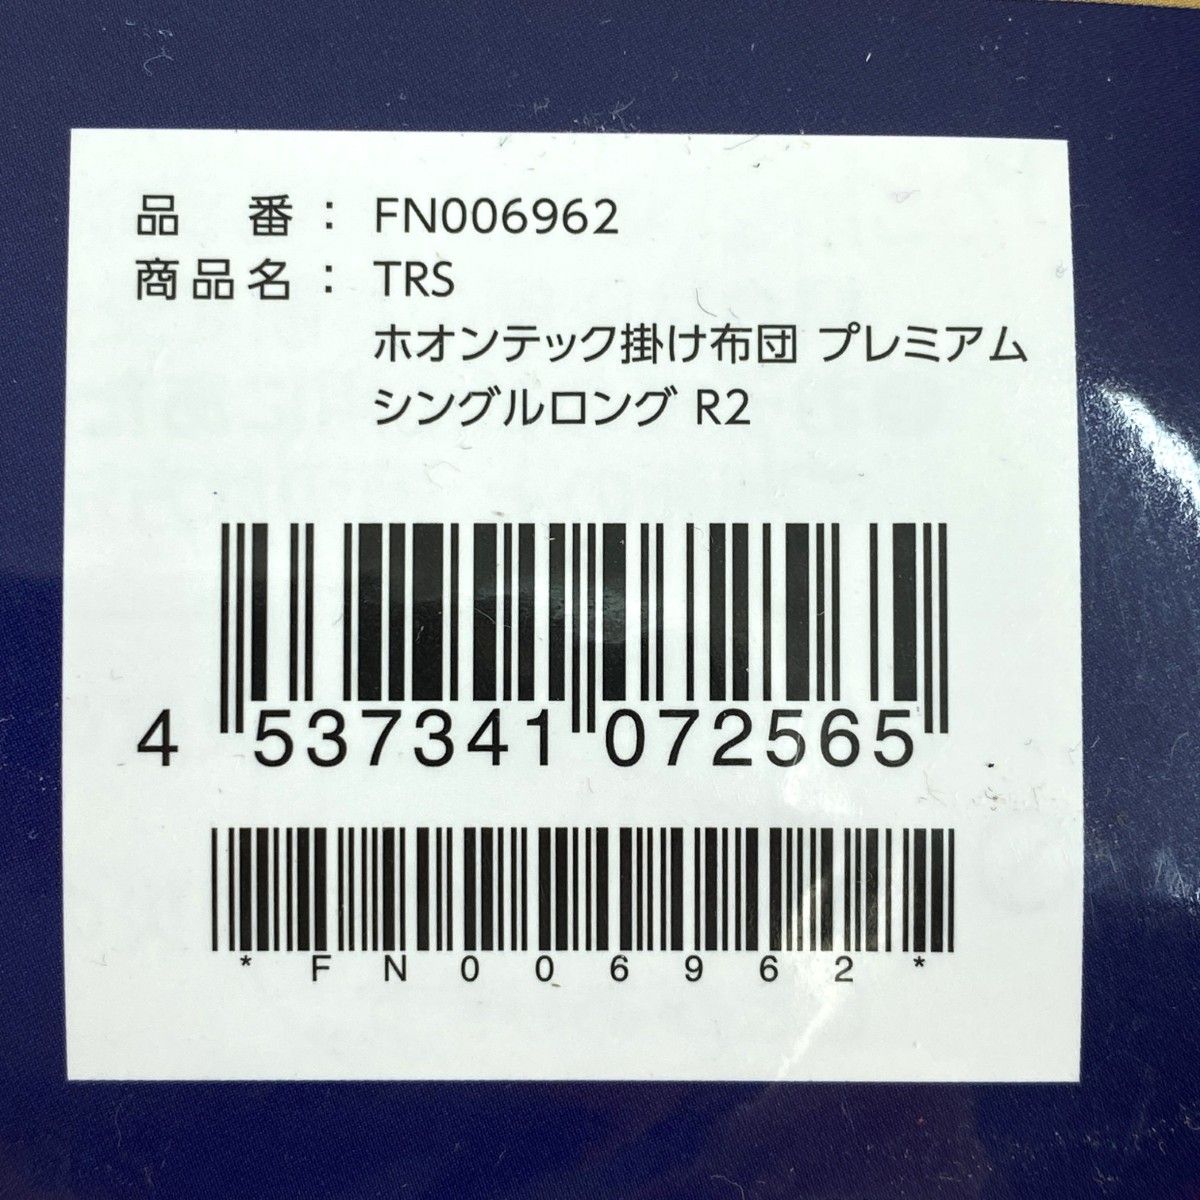 品　番： FN006962
商品名： TRS
ホオンテック掛け布団 プレミアム
シングルロング R2
4 537341 072565
*FN006962*